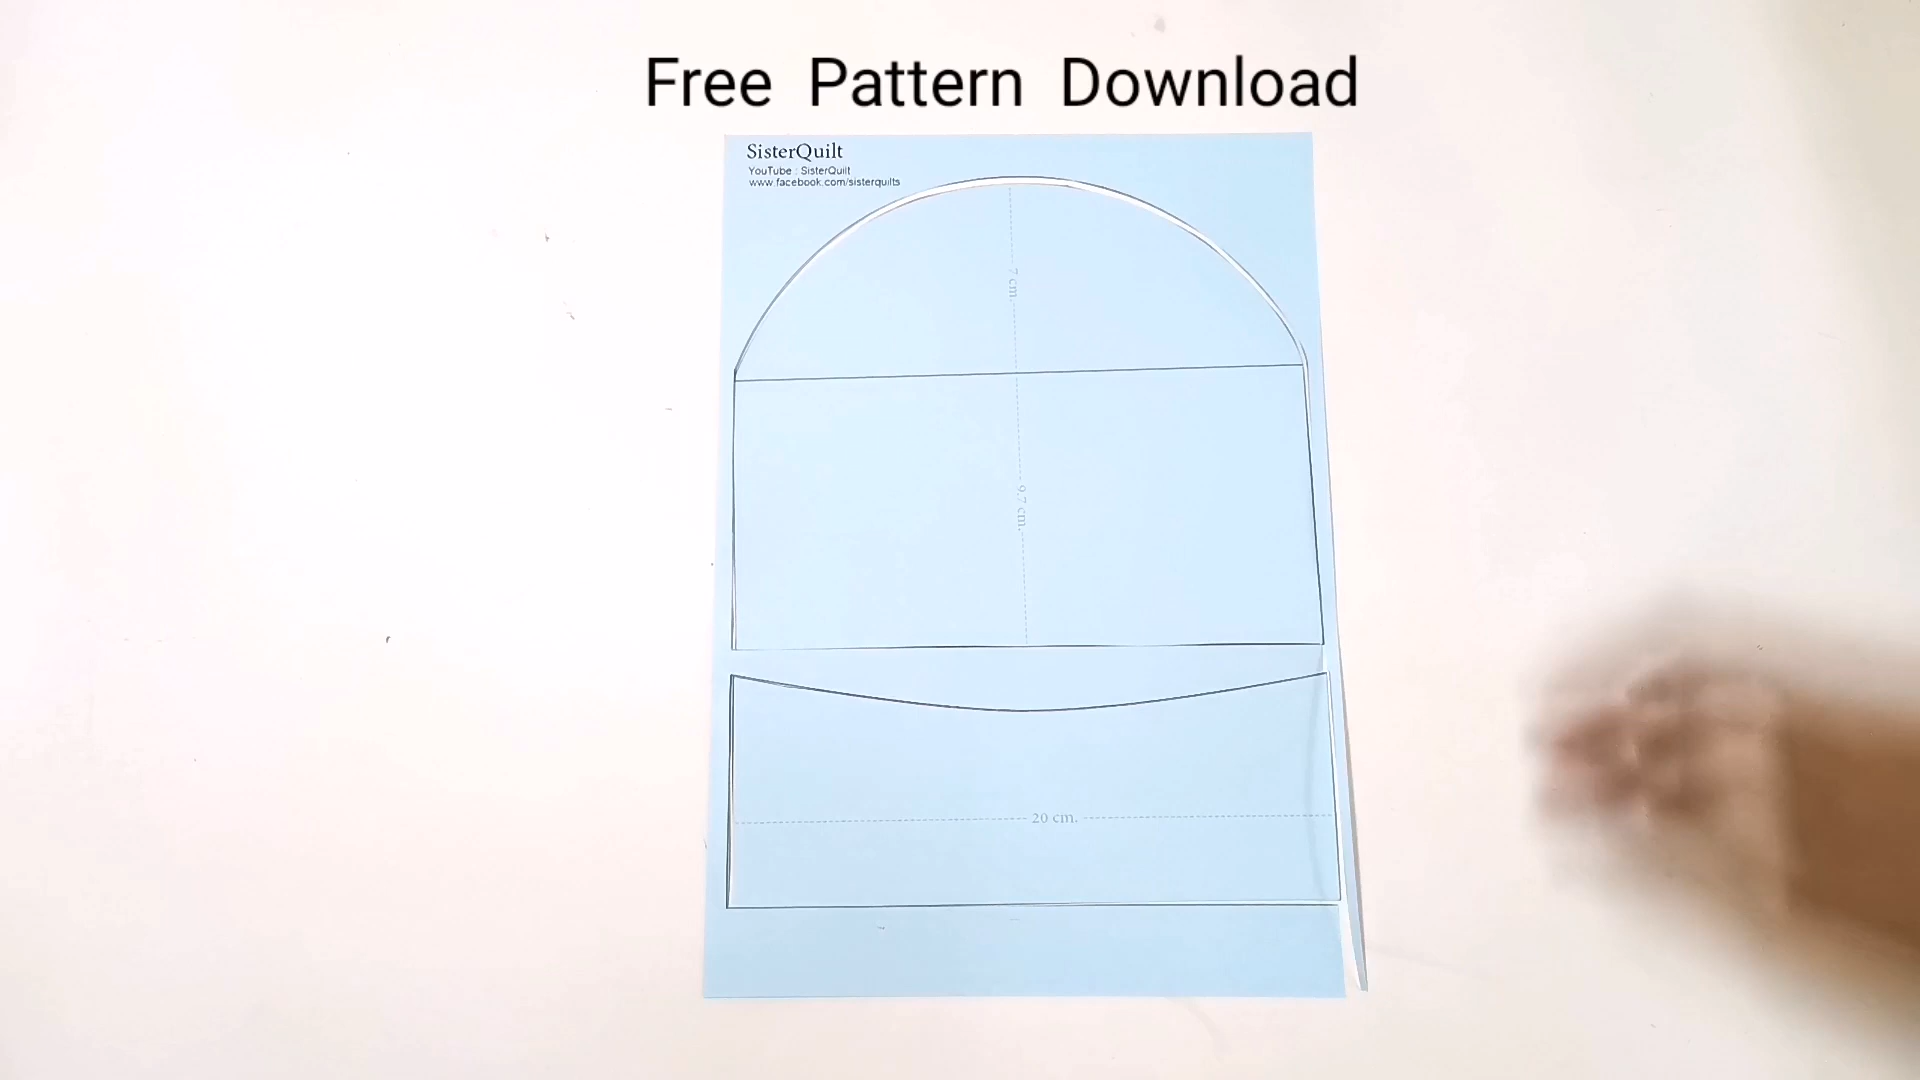 Free Pattern Download
SisterQuilt
YouTube : SisterQuilt
www.facebook.com/sisterquilts
7 cm.
9.7 cm.
20 cm.